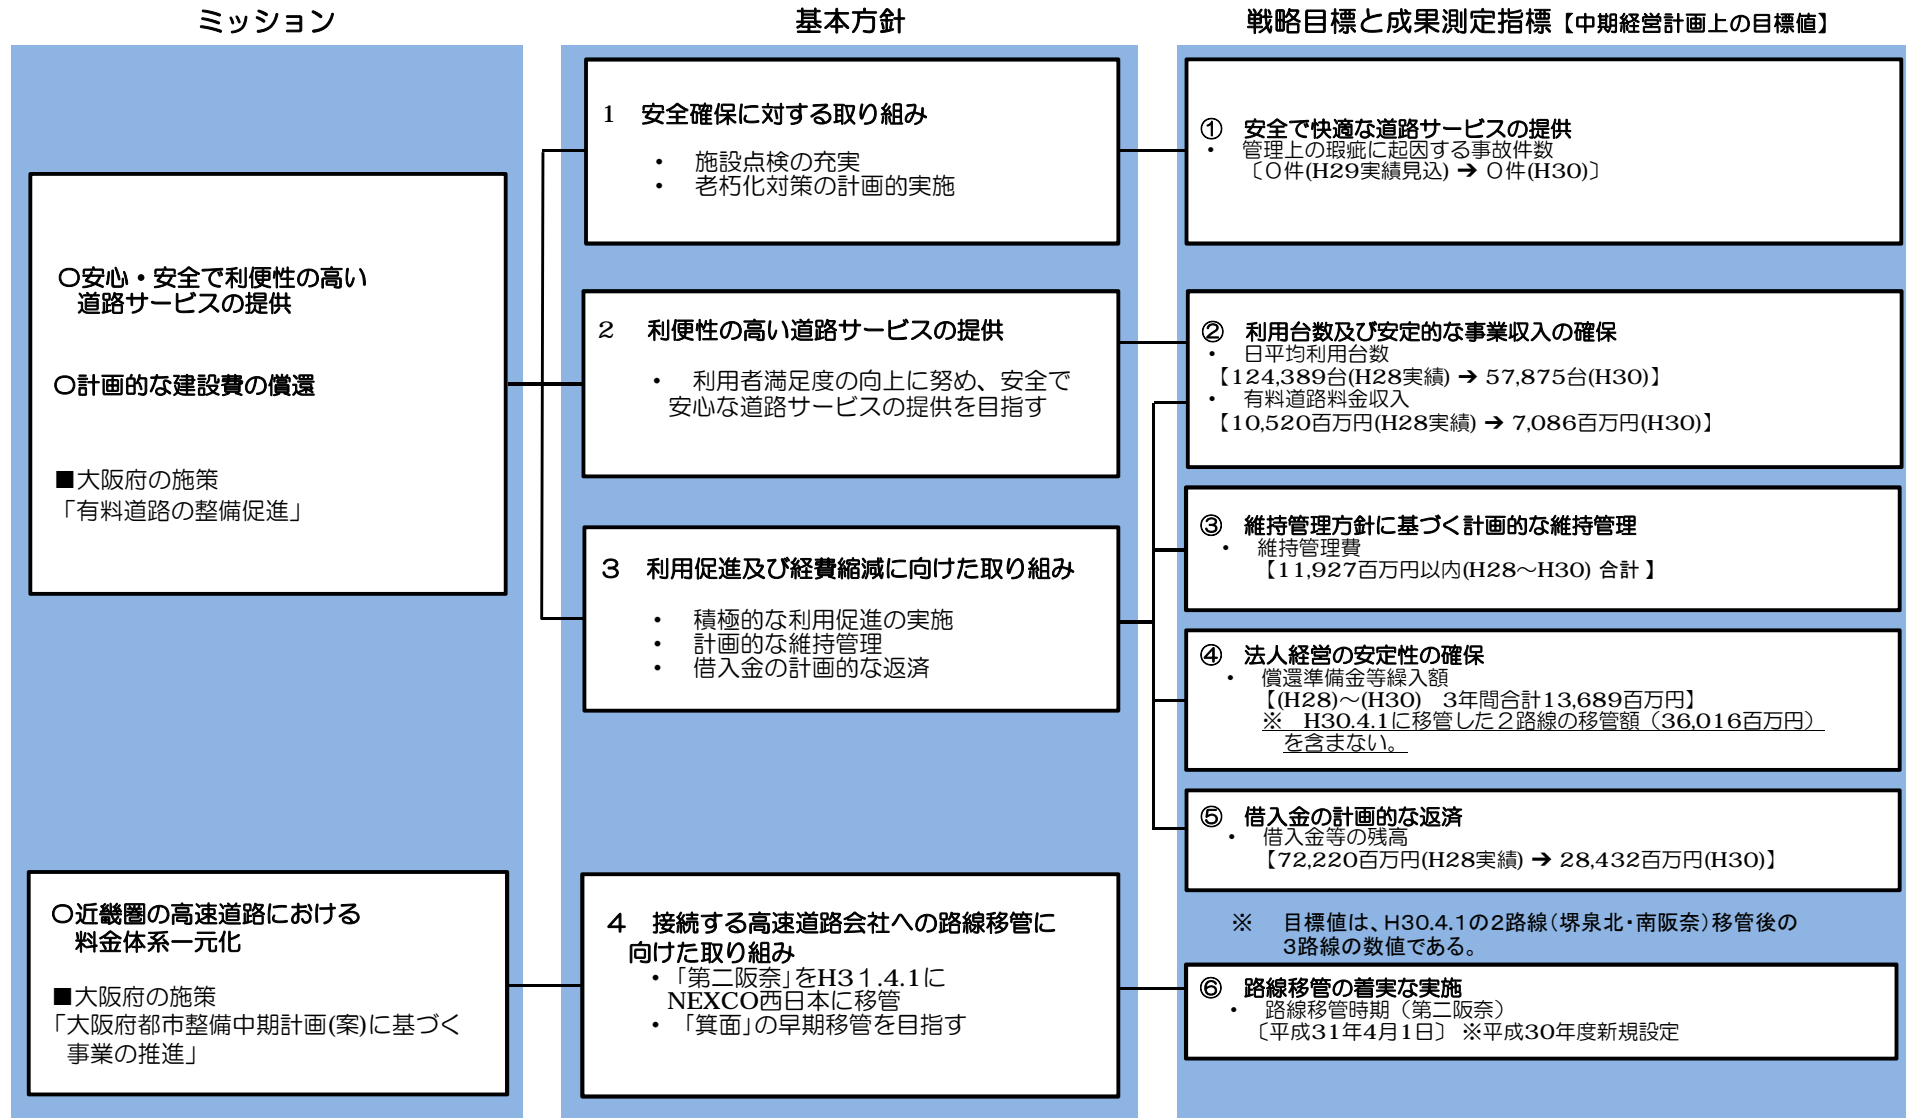 ミッション
〇安心・安全で利便性の高い
道路サービスの提供
〇計画的な建設費の償還
■大阪府の施策
「有料道路の整備促進」
〇近畿圏の高速道路における
料金体系一元化
■大阪府の施策
「大阪府都市整備中期計画(案)に基づく
事業の推進」
基本方針
1　安全確保に対する取り組み
・　施設点検の充実
・　老朽化対策の計画的実施
2　利便性の高い道路サービスの提供
・　利用者満足度の向上に努め、安全で
安心な道路サービスの提供を目指す
３　利用促進及び経費縮減に向けた取り組み
・　積極的な利用促進の実施
・　計画的な維持管理
・　借入金の計画的な返済
４　接続する高速道路会社への路線移管に
向けた取り組み
・「第二阪奈」をH3１.4.1に
NEXCO西日本に移管
・「箕面」の早期移管を目指す
戦略目標と成果測定指標【中期経営計画上の目標値】
①　安全で快適な道路サービスの提供
・　管理上の瑕疵に起因する事故件数
〔０件(H29実績見込) ➔ ０件(H30)〕
②　利用台数及び安定的な事業収入の確保
・　日平均利用台数
【124,389台(H28実績) ➔ 57,875台(H30)】
・　有料道路料金収入
【10,520百万円(H28実績) ➔ 7,086百万円(H30)】
③　維持管理方針に基づく計画的な維持管理
・　維持管理費
【11,927百万円以内(H28～H30) 合計 】
④　法人経営の安定性の確保
・　償還準備金等繰入額
【(H28)～(H30)　3年間合計13,689百万円】
※　H30.4.1に移管した２路線の移管額（36,016百万円）
を含まない。
⑤　借入金の計画的な返済
・　借入金等の残高
【72,220百万円(H28実績) ➔ 28,432百万円(H30)】
※　目標値は、H30.4.1の2路線（堺泉北・南阪奈）移管後の
3路線の数値である。
⑥　路線移管の着実な実施
・　路線移管時期（第二阪奈）
〔平成31年4月1日〕 ※平成30年度新規設定